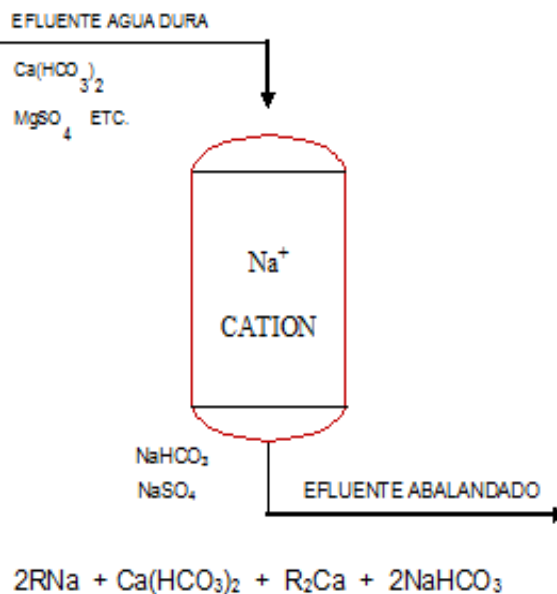 EFLUENTE AGUA DURA
Ca(HCO3)2
MgSO4 ETC.
Na+
CATION
NaHCO3
NaSO4
EFLUENTE ABALANDADO
2RNa + Ca(HCO3)2 + R2Ca + 2NaHCO3